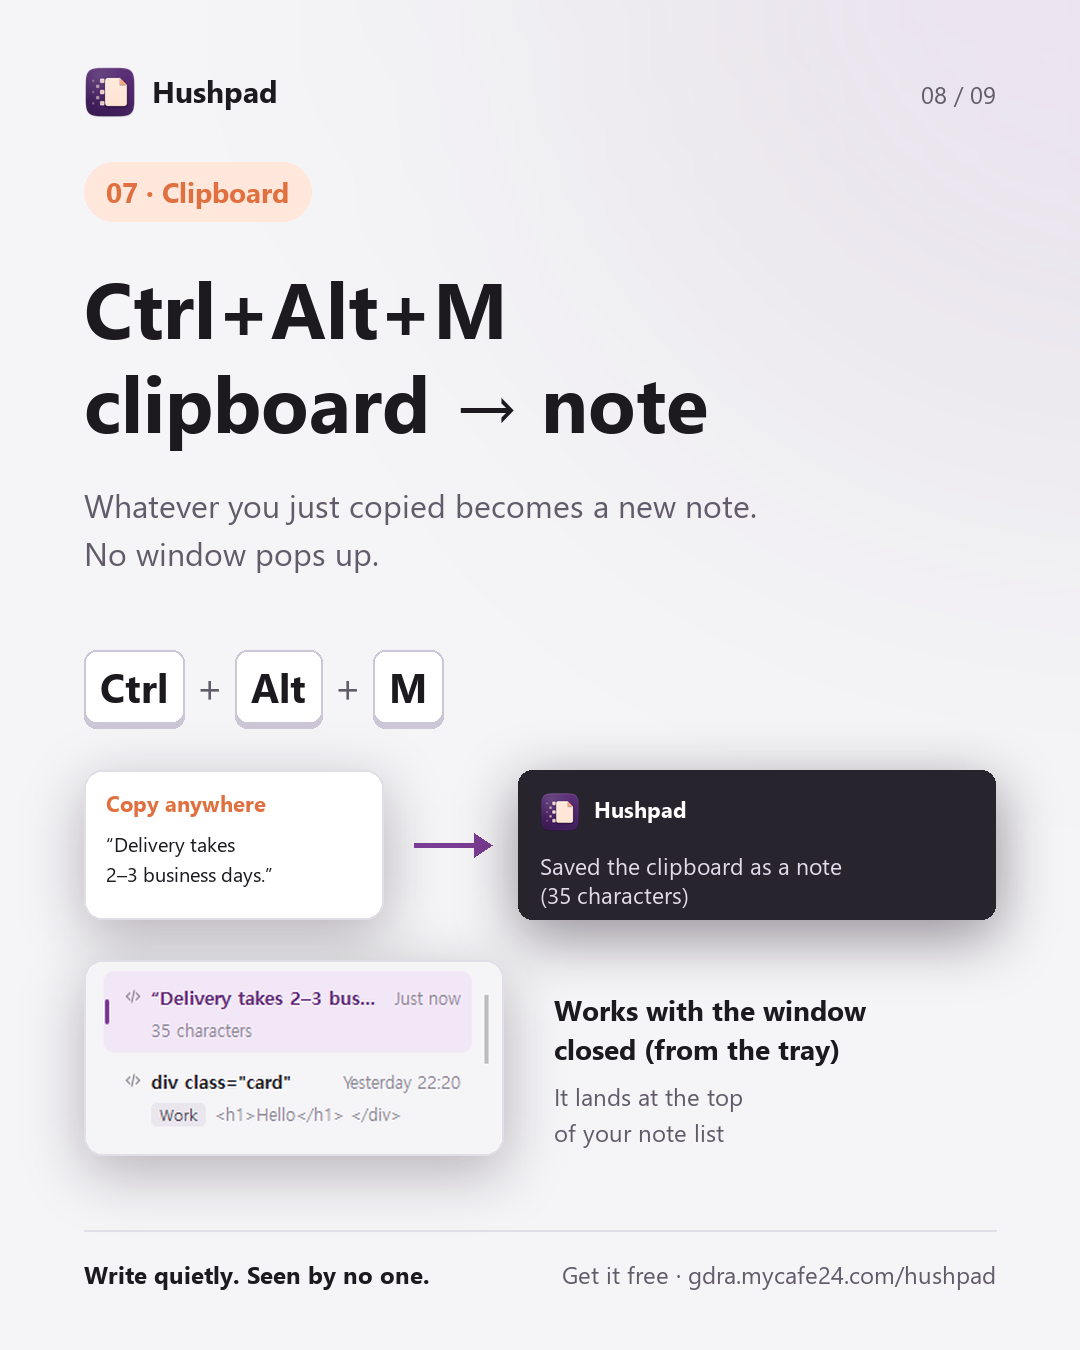 Hushpad
08 / 09
07 · Clipboard
Ctrl+Alt+M
clipboard → note
Whatever you just copied becomes a new note.
No window pops up.
Ctrl + Alt + M
Copy anywhere
“Delivery takes
2–3 business days.”
Hushpad
Saved the clipboard as a note
(35 characters)
“Delivery takes 2–3 bus... Just now
35 characters
div class="card" Yesterday 22:20
Work <h1>Hello</h1> </div>
Works with the window
closed (from the tray)
It lands at the top
of your note list
Write quietly. Seen by no one.
Get it free · gdra.mycafe24.com/hushpad